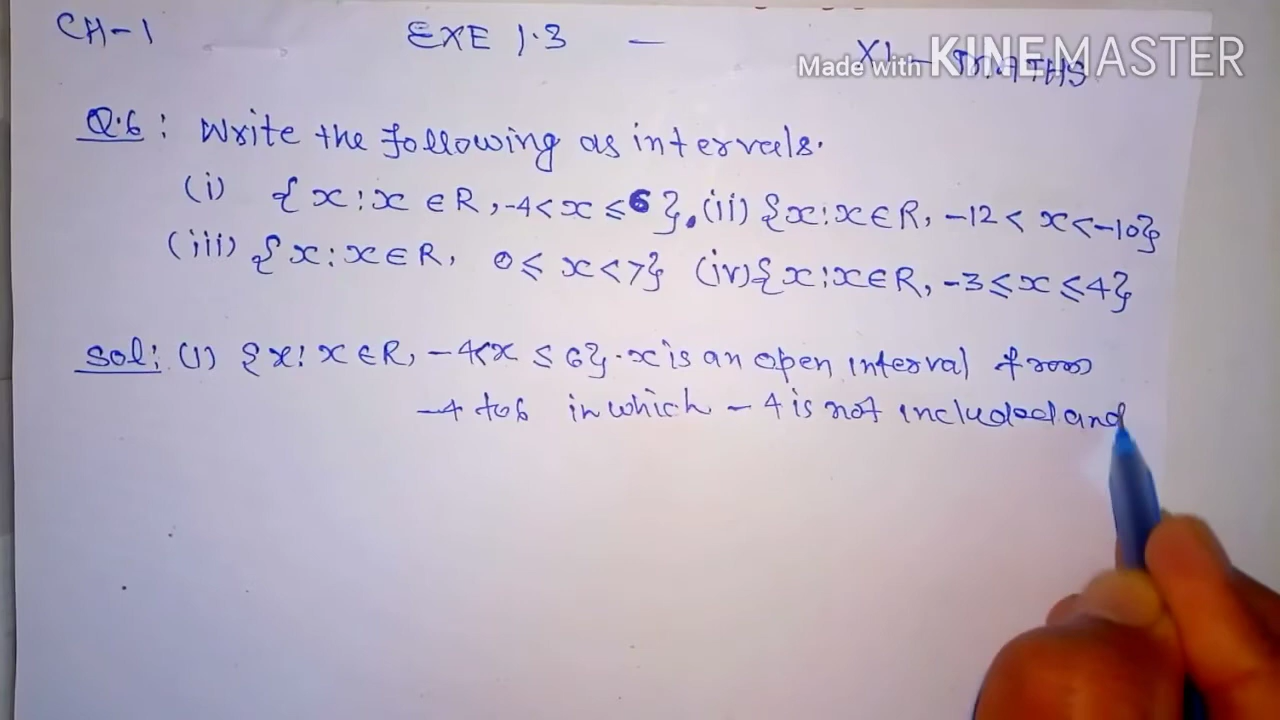 CH-1 EXE 1.3 — XI - MATHS
Made with KINEMASTER
Q.6: Write the following as intervals.
(i) {x:x ∈R, -4< x ≤6}. (ii) {x:x∈R, -12< x<-10}
(iii) {x:x∈R, 0≤ x<7} (iv) {x:x∈R, -3≤x≤4}
Sol: (1) {x: x∈R, -4<x ≤ 6}. x is an open interval from
-4 to 6 in which -4 is not included and